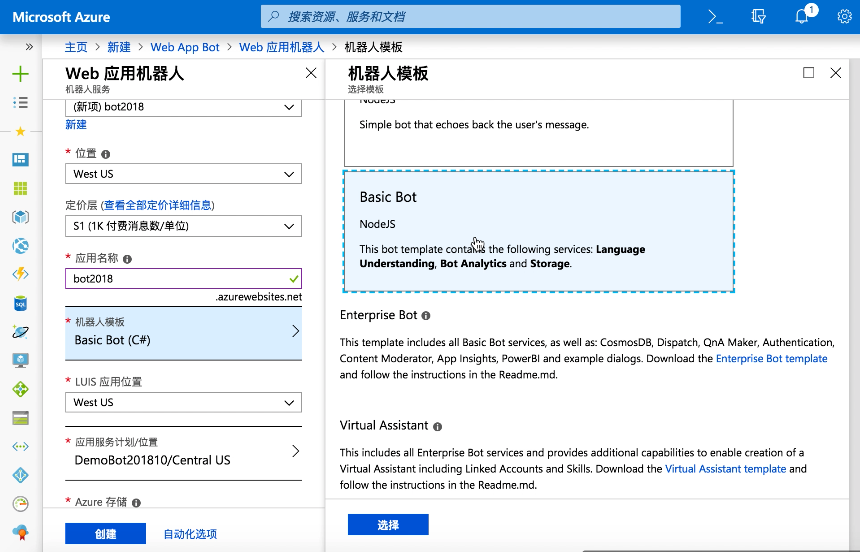 Microsoft Azure
搜索资源、服务和文档
1
主页 > 新建 > Web App Bot > Web 应用机器人 > 机器人模板
Web 应用机器人
机器人服务
(新项) bot2018
新建
* 位置
West US
定价层 (查看全部定价详细信息)
S1 (1K 付费消息数/单位)
* 应用名称
bot2018
.azurewebsites.net
* 机器人模板
Basic Bot (C#)
* LUIS 应用位置
West US
* 应用服务计划/位置
DemoBot201810/Central US
* Azure 存储
创建
自动化选项
机器人模板
选择模板
NodeJS
Simple bot that echoes back the user's message.
Basic Bot
NodeJS
This bot template contains the following services: Language
Understanding, Bot Analytics and Storage.
Enterprise Bot
This template includes all Basic Bot services, as well as: CosmosDB, Dispatch, QnA Maker, Authentication,
Content Moderator, App Insights, PowerBI and example dialogs. Download the Enterprise Bot template
and follow the instructions in the Readme.md.
Virtual Assistant
This includes all Enterprise Bot services and provides additional capabilities to enable creation of a
Virtual Assistant including Linked Accounts and Skills. Download the Virtual Assistant template and
follow the instructions in the Readme.md.
选择
SQL